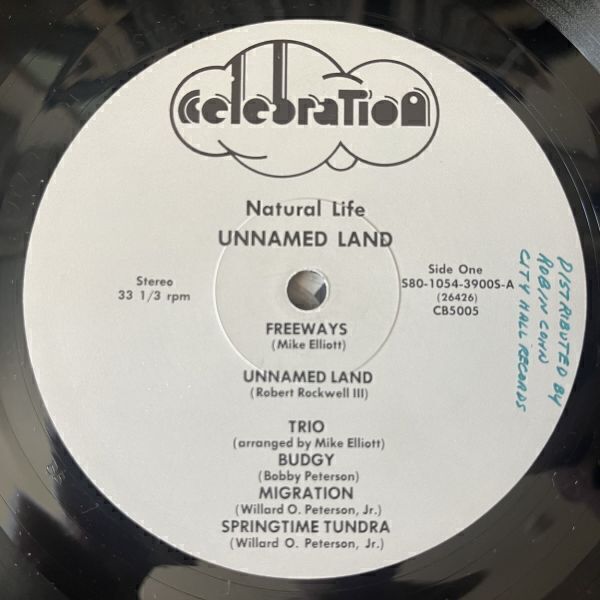 celebration
Natural Life
UNNAMED LAND
Stereo
33 1/3 rpm
Side One
S80-1054-3900S-A
(26426)
CB5005
FREEWAYS
(Mike Elliott)
UNNAMED LAND
(Robert Rockwell III)
TRIO
(arranged by Mike Elliott)
BUDGY
(Bobby Peterson)
MIGRATION
(Willard O. Peterson, Jr.)
SPRINGTIME TUNDRA
(Willard O. Peterson, Jr.)
DISTRIBUTED BY
ROBIN COHN
CITY HALL RECORDS